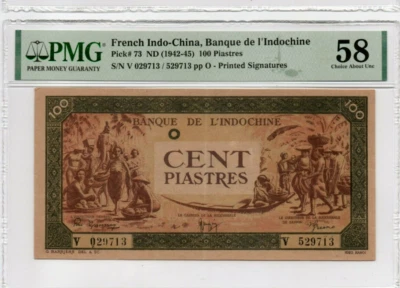 PMG
PAPER MONEY GUARANTY
French Indo-China, Banque de l'Indochine
Pick# 73 ND (1942-45) 100 Piastres
S/N V 029713 / 529713 pp O - Printed Signatures
58
Choice About Unc
100
100
BANQUE DE L'INDOCHINE
O
CENT
PIASTRES
V 029713
V 529713